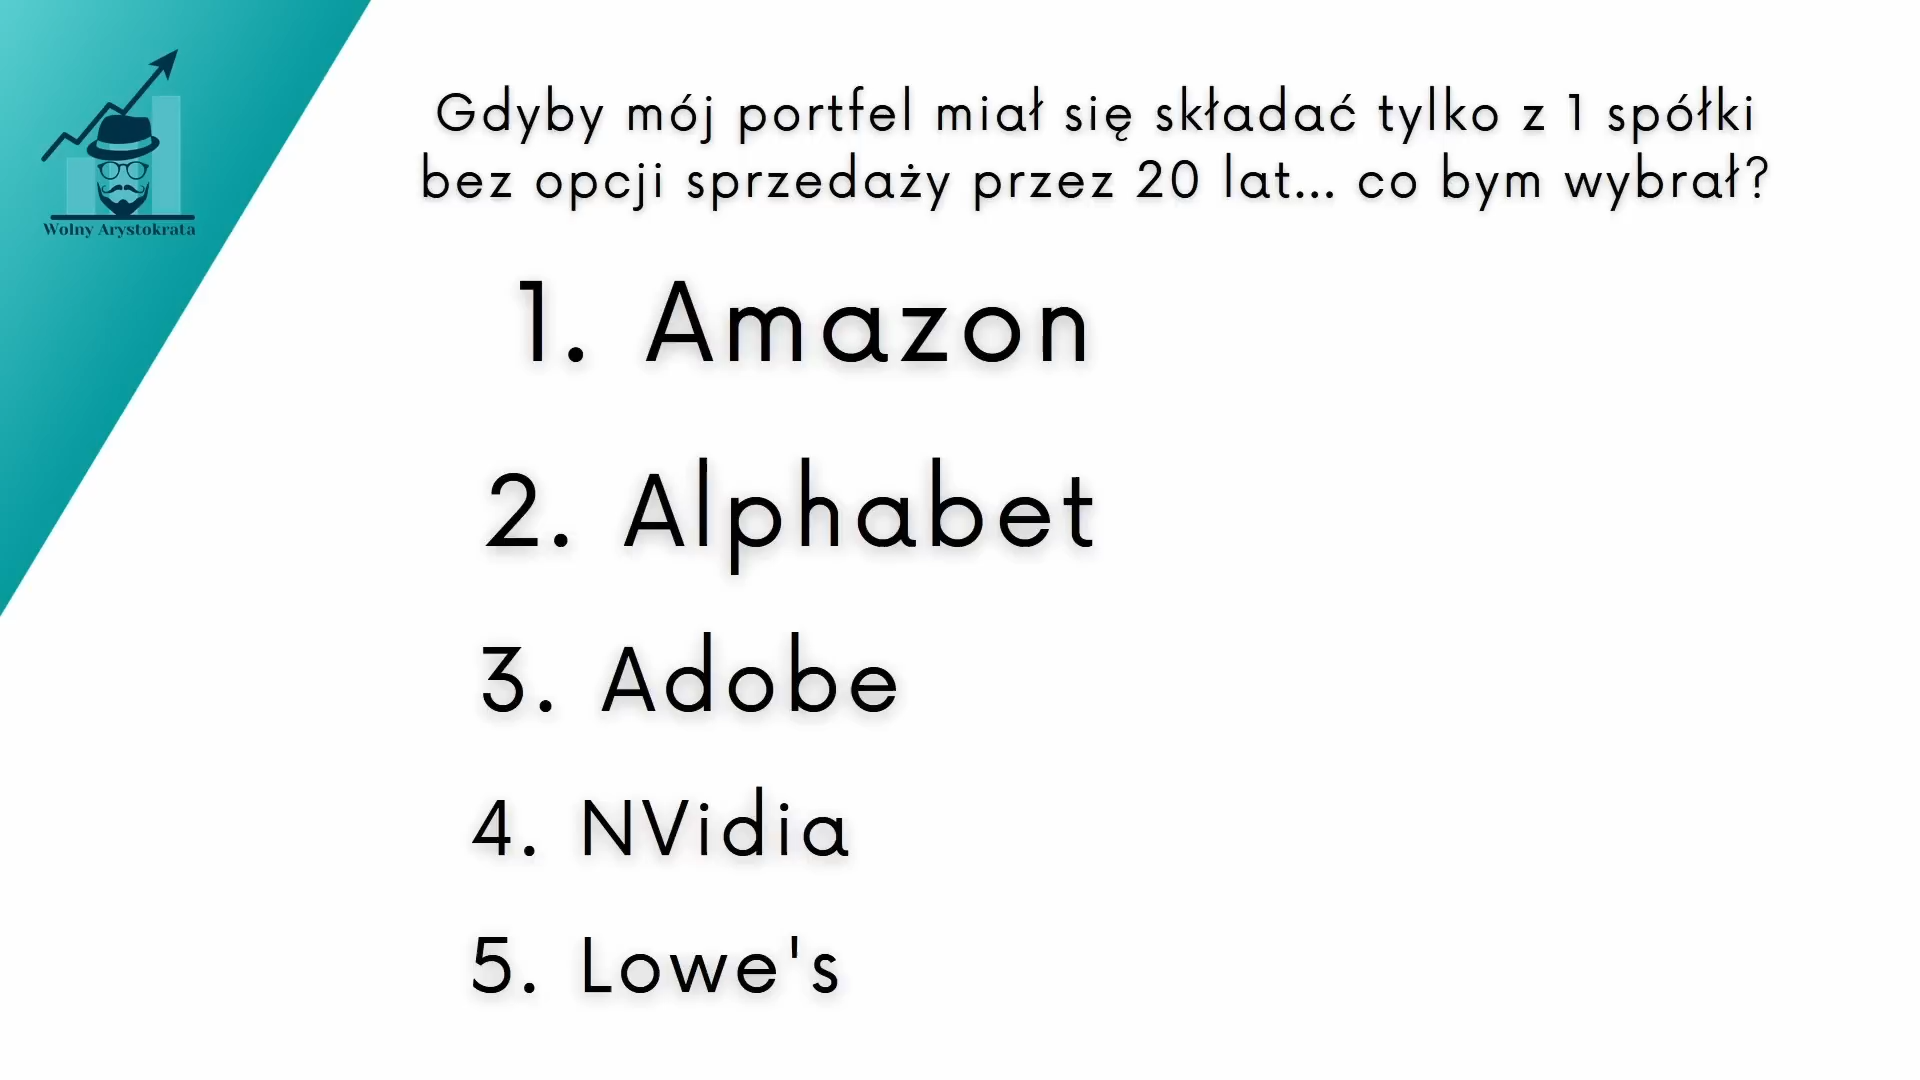 Wolny Arystokrata
Gdyby mój portfel miał się składać tylko z 1 spółki
bez opcji sprzedaży przez 20 lat... co bym wybrał?
1. Amazon
2. Alphabet
3. Adobe
4. NVidia
5. Lowe's